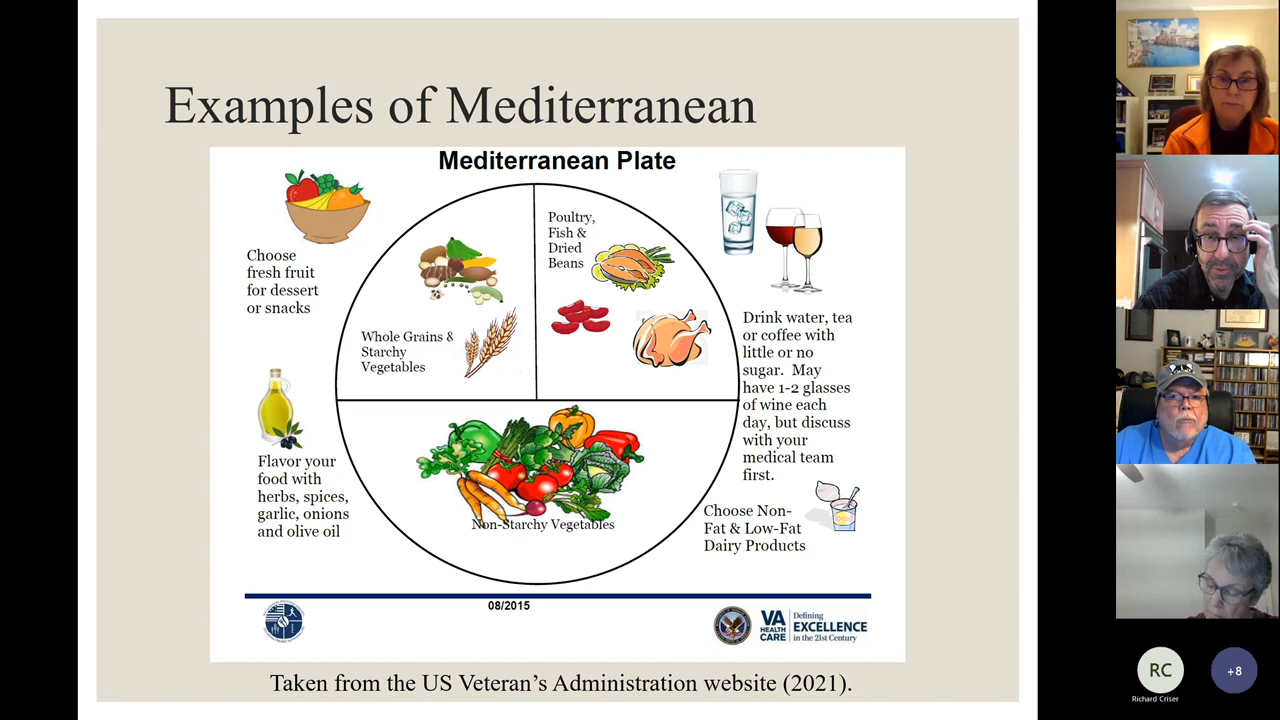 Examples of Mediterranean
Mediterranean Plate
Choose
fresh fruit
for dessert
or snacks
Whole Grains &
Starchy
Vegetables
Poultry,
Fish &
Dried
Beans
Drink water, tea
or coffee with
little or no
sugar. May
have 1-2 glasses
of wine each
day, but discuss
with your
medical team
first.
Flavor your
food with
herbs, spices,
garlic, onions
and olive oil
Non-Starchy Vegetables
Choose Non-
Fat & Low-Fat
Dairy Products
08/2015
VA
HEALTH
CARE
Defining
EXCELLENCE
in the 21st Century
Taken from the US Veteran's Administration website (2021).
RC
Richard Criser
+8